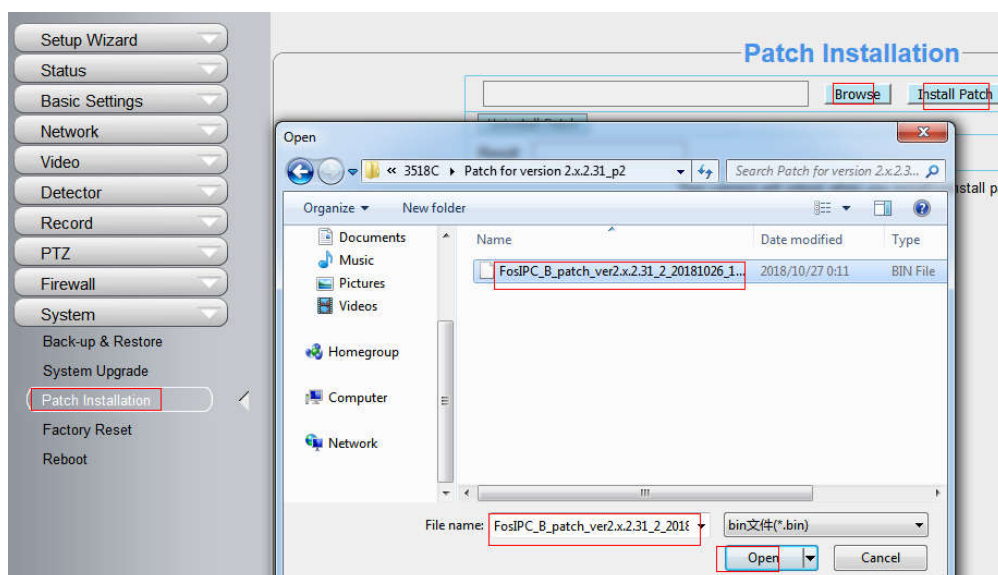 Setup Wizard
Status
Basic Settings
Network
Video
Detector
Record
PTZ
Firewall
System
Back-up & Restore
System Upgrade
Patch Installation
Factory Reset
Reboot
Patch Installation
Browse
Install Patch
Open
« 3518C ▸ Patch for version 2.x.2.31_p2
Search Patch for version 2.x.2.3...
nstall p
Organize
New folder
Documents
Music
Pictures
Videos
Homegroup
Computer
Network
Name
Date modified
Type
FosIPC_B_patch_ver2.x.2.31_2_20181026_1...
2018/10/27 0:11
BIN File
File name:
FosIPC_B_patch_ver2.x.2.31_2_2018
bin文件(*.bin)
Open
Cancel